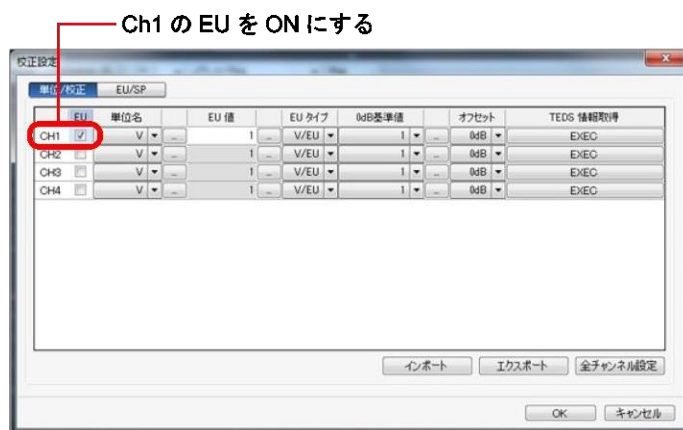 Ch1 の EU を ON にする
校正設定
単位/校正 EU/SP
EU 単位名 EU 値 EU タイプ 0dB基準値 オフセット TEDS 情報取得
CH1 V ... 1 ... V/EU 1 ... 0dB EXEC
CH2 V ... 1 ... V/EU 1 ... 0dB EXEC
CH3 V ... 1 ... V/EU 1 ... 0dB EXEC
CH4 V ... 1 ... V/EU 1 ... 0dB EXEC
インポート エクスポート 全チャンネル設定
OK キャンセル